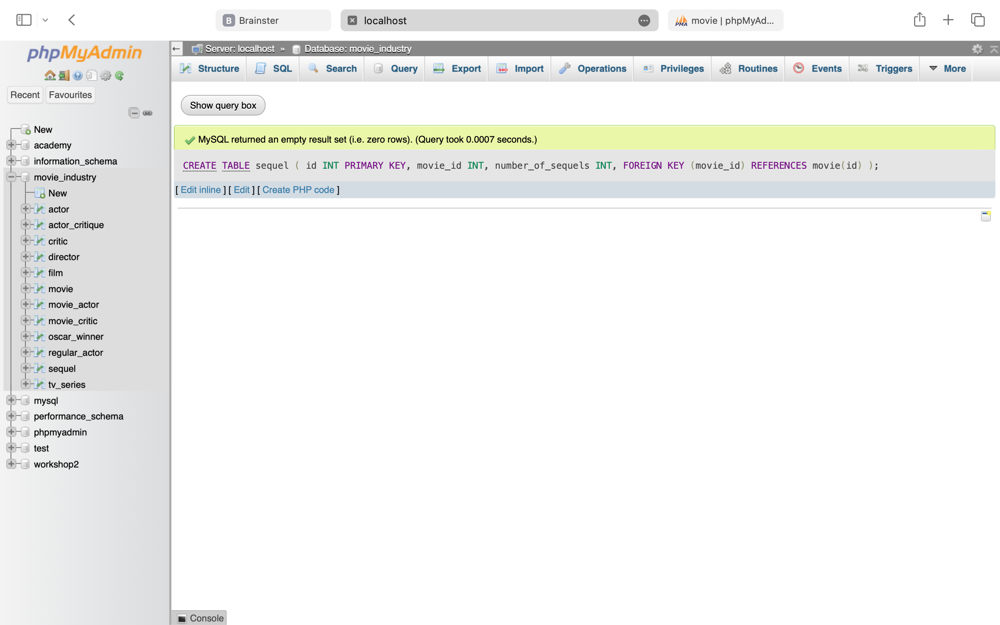 B Brainster
localhost
PMA movie | phpMyAd...
phpMyAdmin
Recent Favourites
New
academy
information_schema
movie_industry
New
actor
actor_critique
critic
director
film
movie
movie_actor
movie_critic
oscar_winner
regular_actor
sequel
tv_series
mysql
performance_schema
phpmyadmin
test
workshop2
Server: localhost » Database: movie_industry
Structure SQL Search Query Export Import Operations Privileges Routines Events Triggers More
Show query box
MySQL returned an empty result set (i.e. zero rows). (Query took 0.0007 seconds.)
CREATE TABLE sequel ( id INT PRIMARY KEY, movie_id INT, number_of_sequels INT, FOREIGN KEY (movie_id) REFERENCES movie(id) );
[ Edit inline ] [ Edit ] [ Create PHP code ]
Console